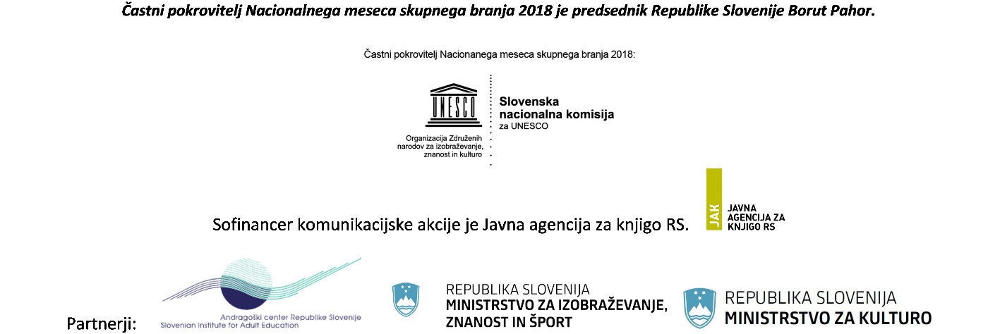 Častni pokrovitelj Nacionalnega meseca skupnega branja 2018 je predsednik Republike Slovenije Borut Pahor.
Častni pokrovitelj Nacionanega meseca skupnega branja 2018:
UNESCO
Organizacija Združenih
narodov za izobraževanje,
znanost in kulturo
Slovenska
nacionalna komisija
za UNESCO
Sofinancer komunikacijske akcije je Javna agencija za knjigo RS.
JAK
JAVNA
AGENCIJA ZA
KNJIGO RS
Partnerji:
Andragoški center Republike Slovenije
Slovenian Institute for Adult Education
REPUBLIKA SLOVENIJA
MINISTRSTVO ZA IZOBRAŽEVANJE,
ZNANOST IN ŠPORT
REPUBLIKA SLOVENIJA
MINISTRSTVO ZA KULTURO